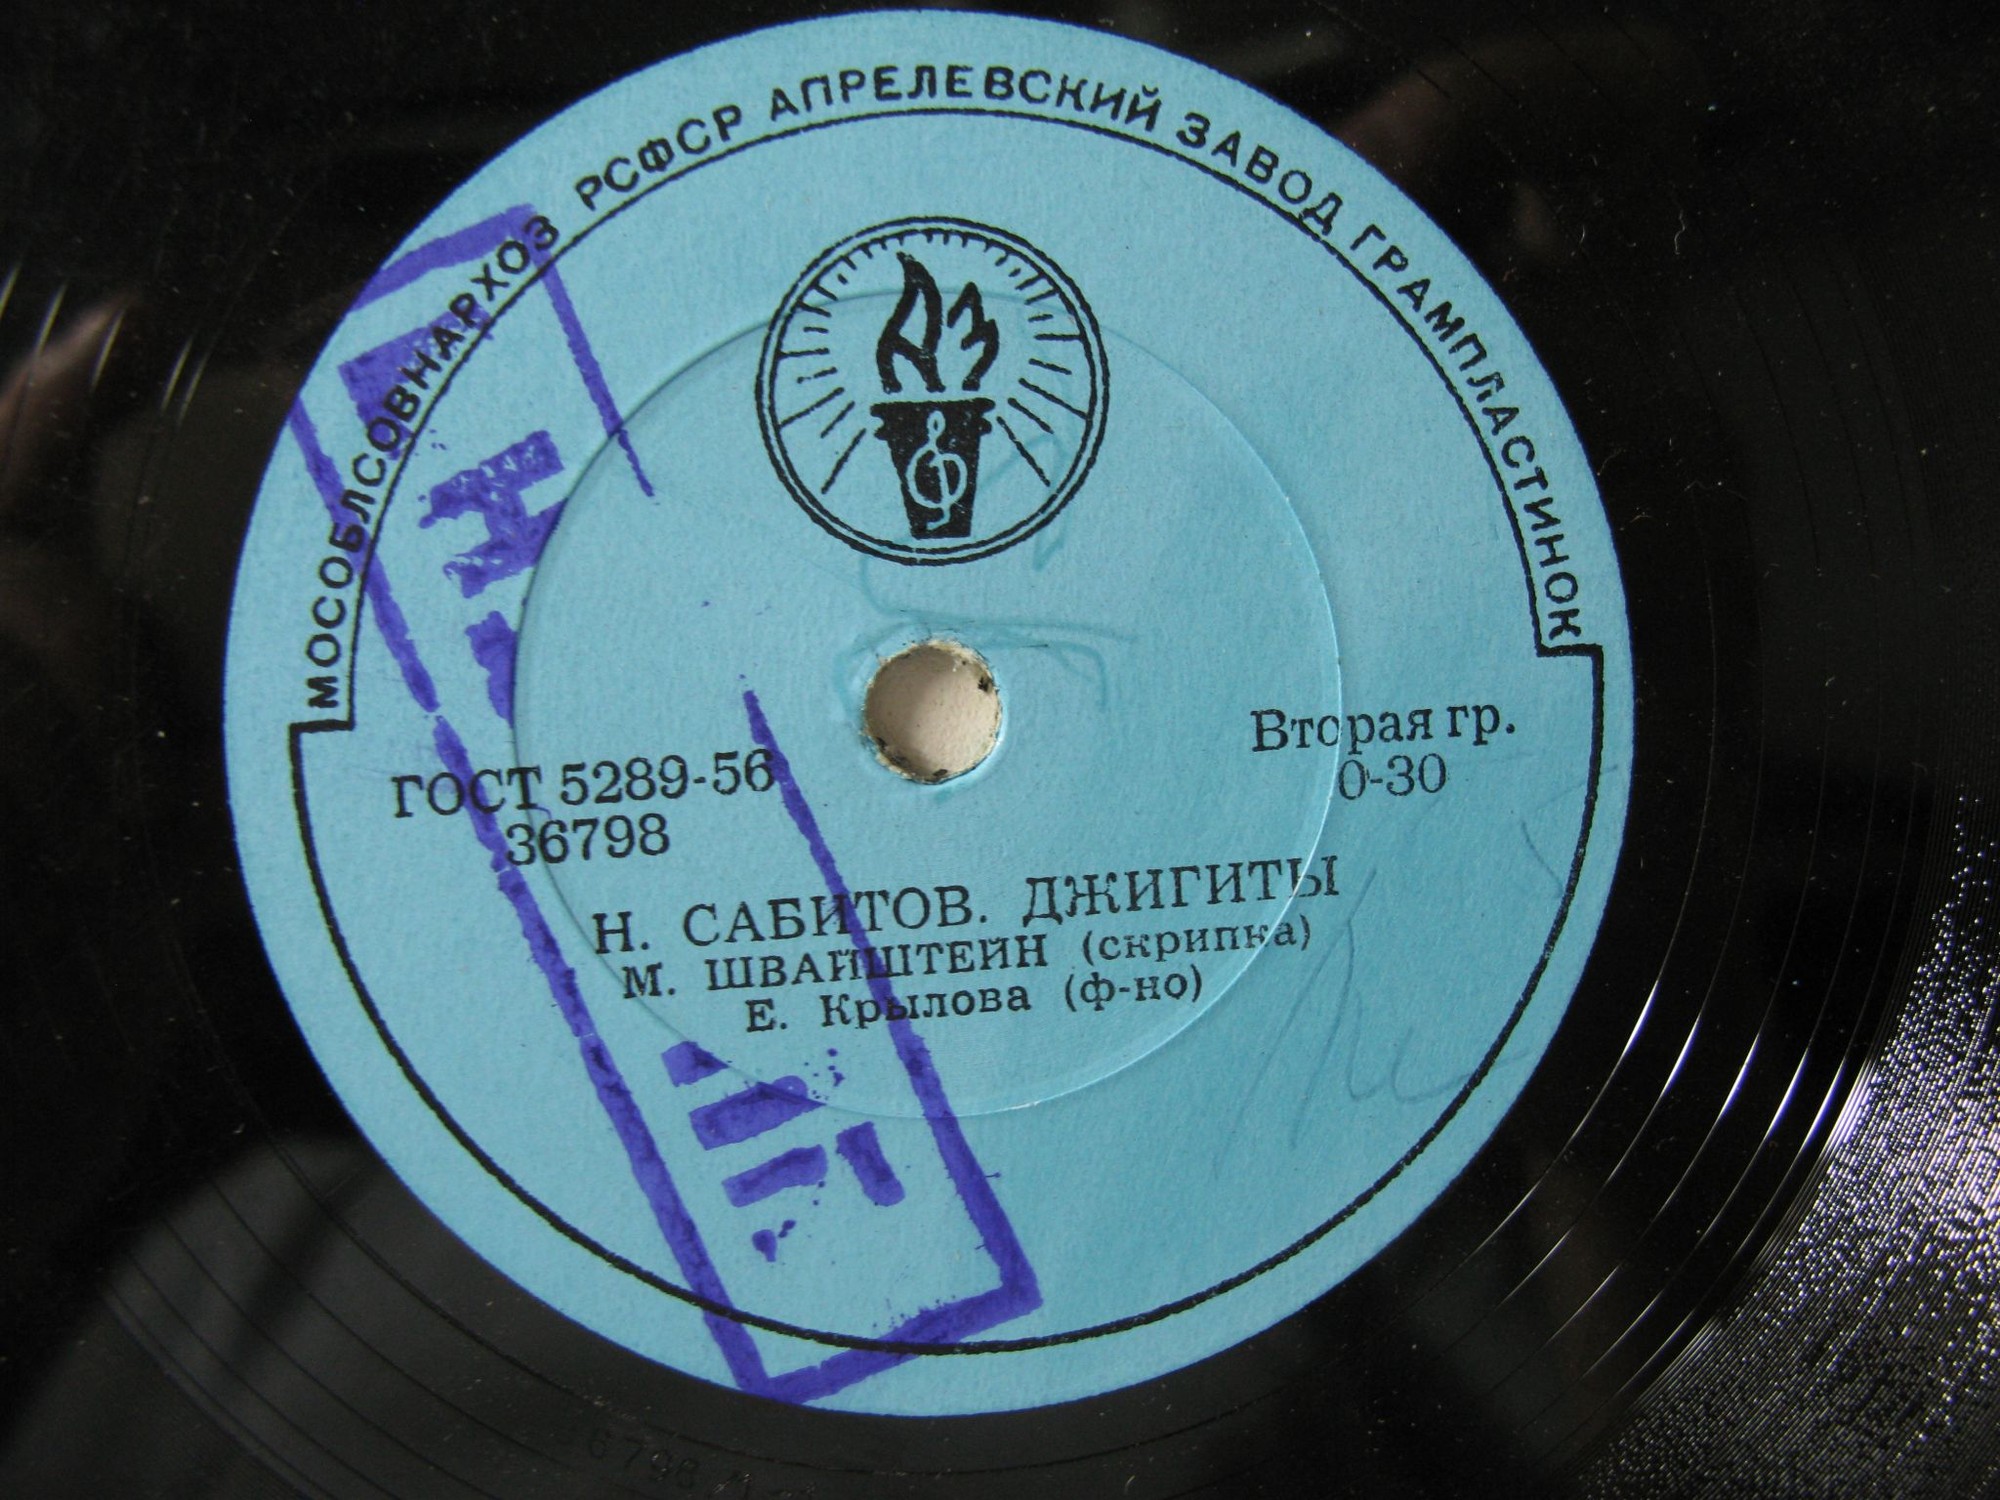 МОСОБЛСОВНАРХОЗ РСФСР АПРЕЛЕВСКИЙ ЗАВОД ГРАМПЛАСТИНОК
АЗ
ГОСТ 5289-56
36798
Вторая гр.
0-30
Н. САБИТОВ. ДЖИГИТЫ
М. ШВАЙШТЕЙН (скрипка)
Е. Крылова (ф-но)
36798